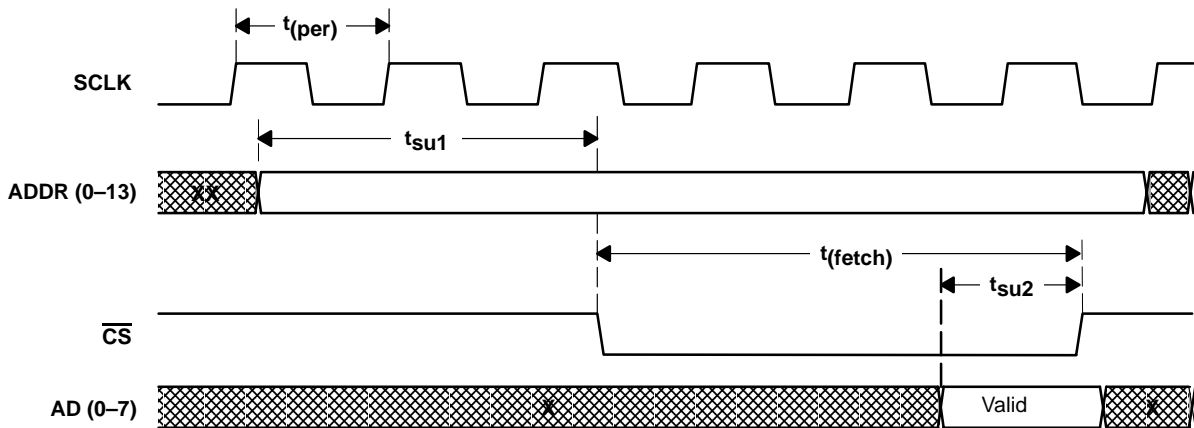 t(per)
SCLK
tsu1
ADDR (0–13)
XX
t(fetch)
tsu2
CS
AD (0–7)
X
Valid
X